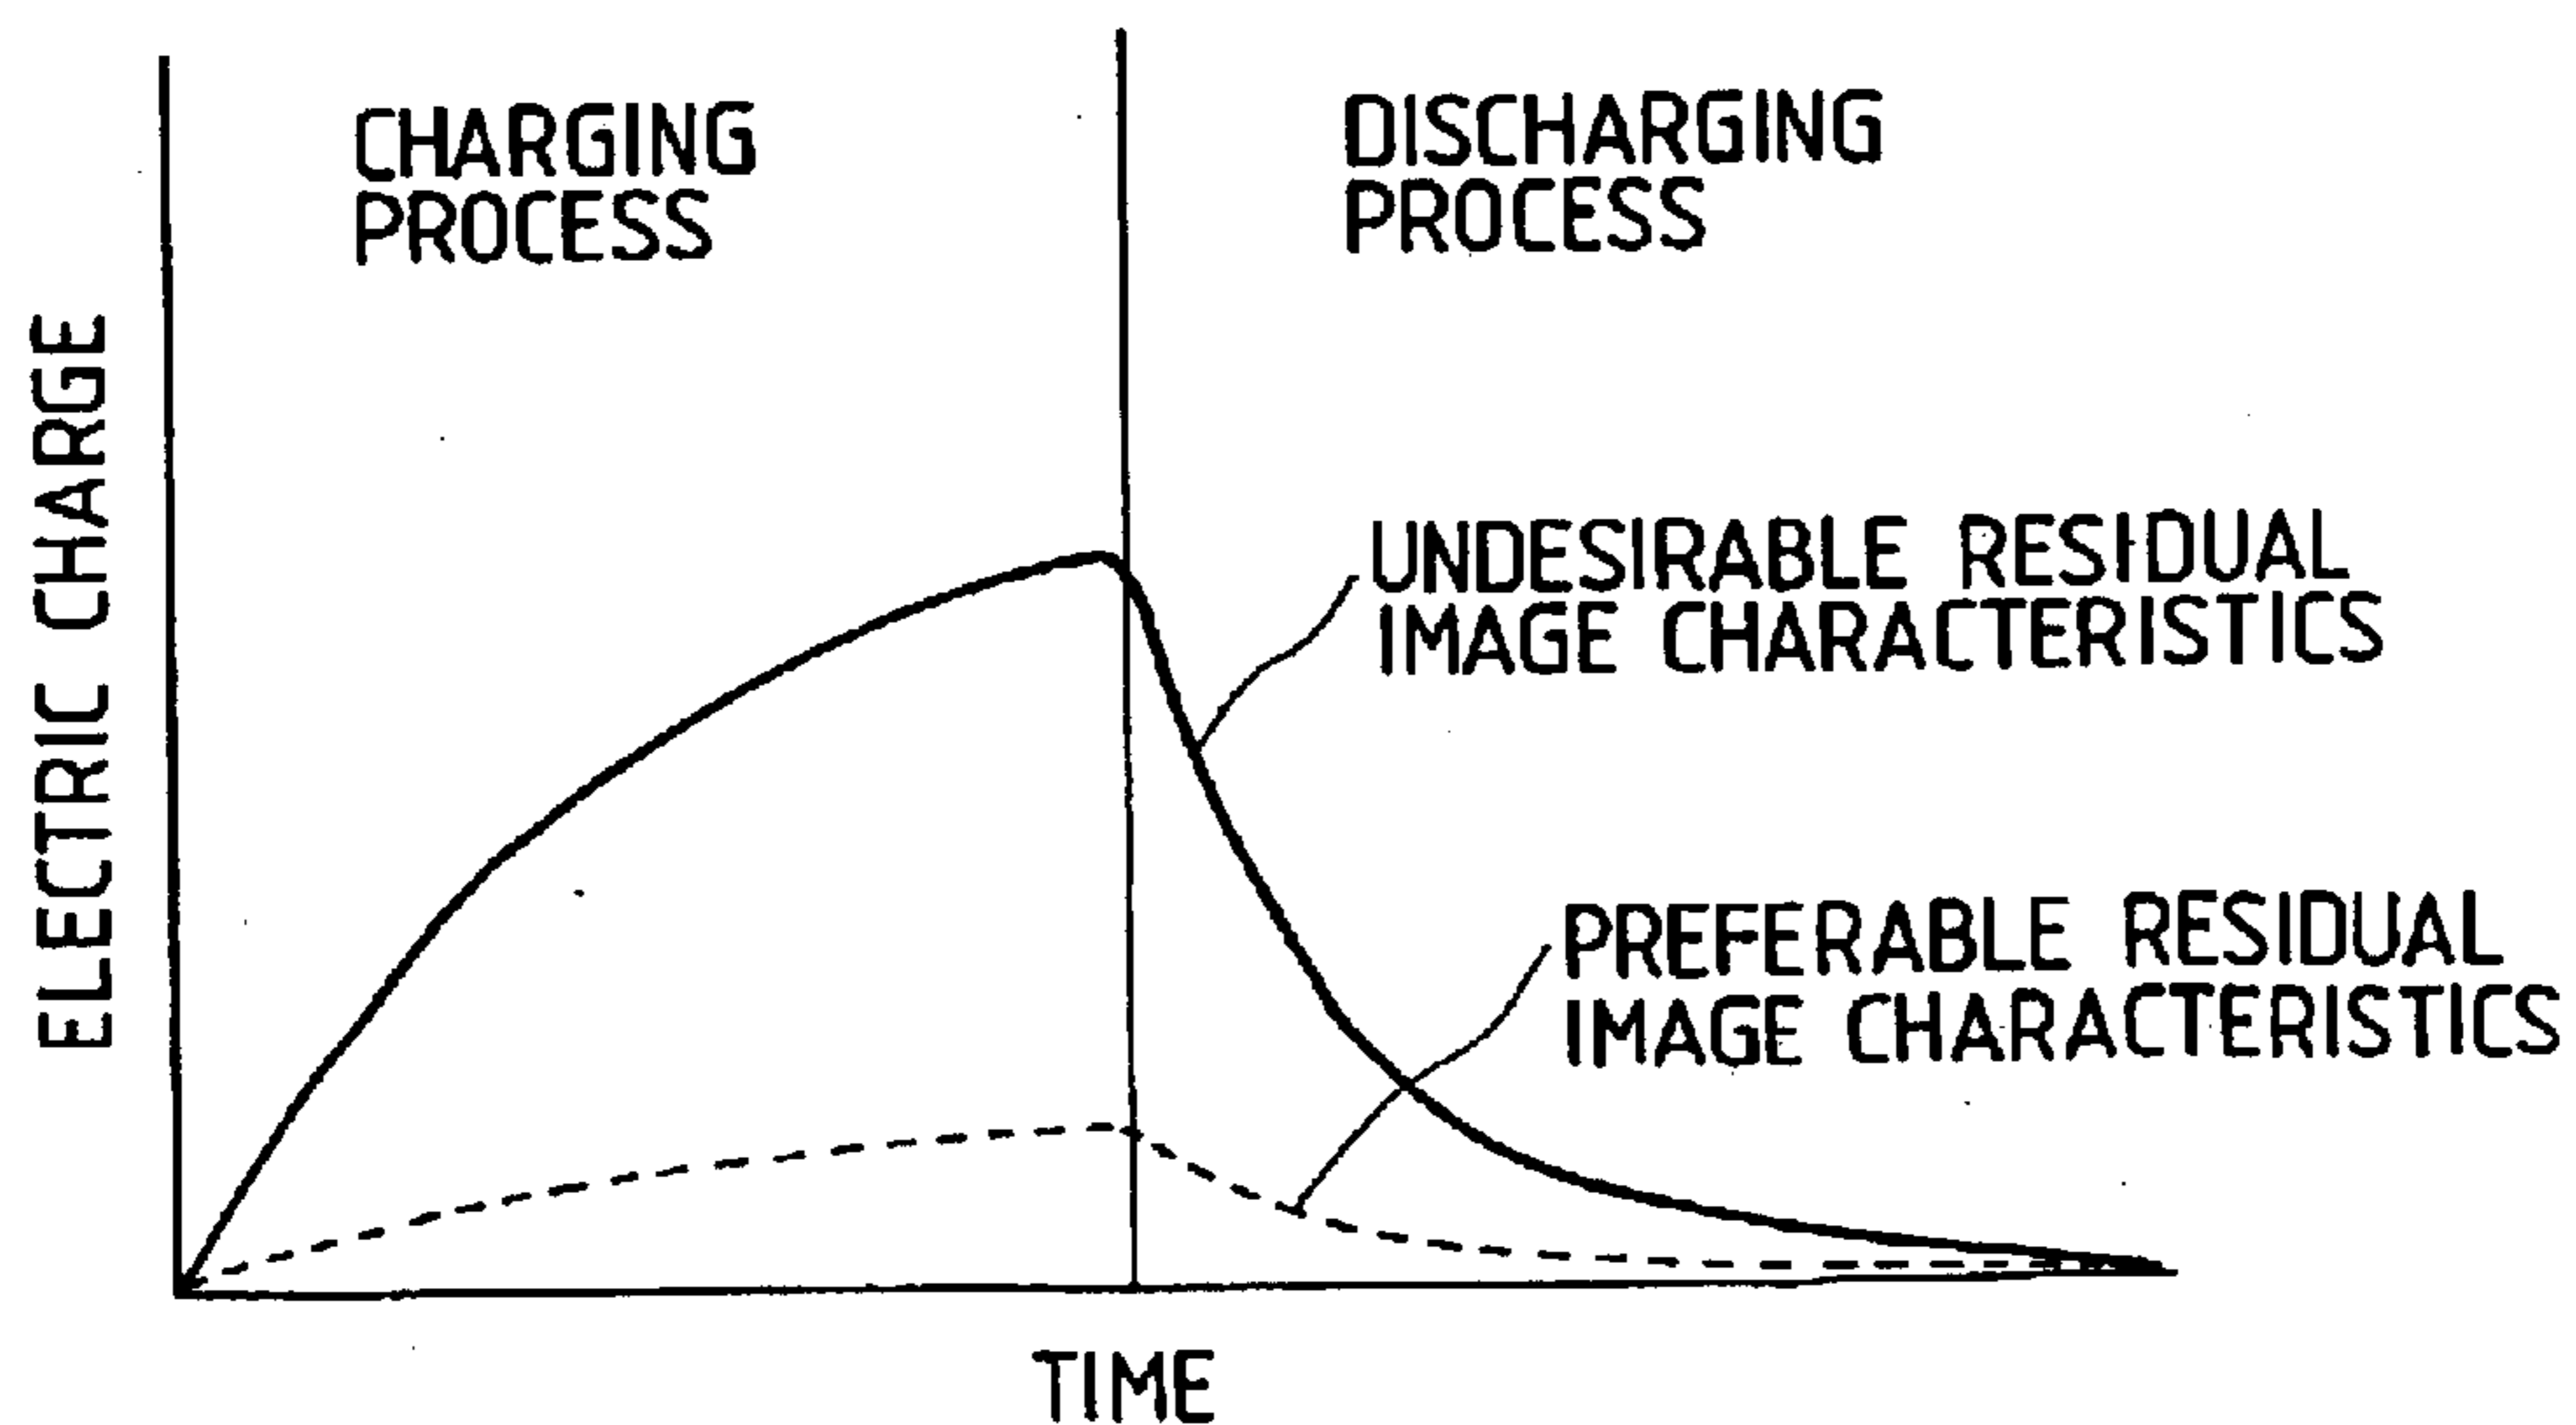 CHARGING
PROCESS
DISCHARGING
PROCESS
ELECTRIC CHARGE
UNDESIRABLE RESIDUAL
IMAGE CHARACTERISTICS
PREFERABLE RESIDUAL
IMAGE CHARACTERISTICS
TIME